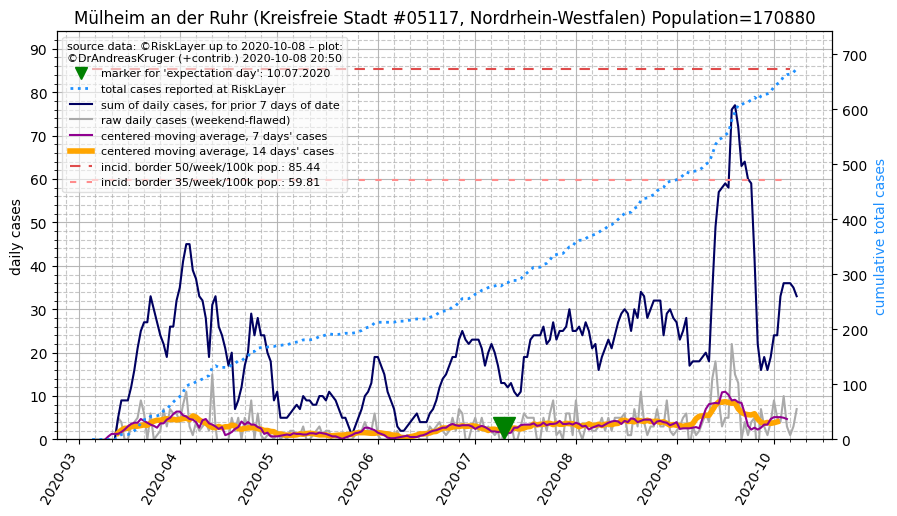 Mülheim an der Ruhr (Kreisfreie Stadt #05117, Nordrhein-Westfalen) Population=170880
source data: ©RiskLayer up to 2020-10-08 – plot:
©DrAndreasKruger (+contrib.) 2020-10-08 20:50
marker for 'expectation day': 10.07.2020
total cases reported at RiskLayer
sum of daily cases, for prior 7 days of date
raw daily cases (weekend-flawed)
centered moving average, 7 days' cases
centered moving average, 14 days' cases
incid. border 50/week/100k pop.: 85.44
incid. border 35/week/100k pop.: 59.81
daily cases
90
80
70
60
50
40
30
20
10
0
700
600
500
400
300
200
100
0
cumulative total cases
2020-03
2020-04
2020-05
2020-06
2020-07
2020-08
2020-09
2020-10